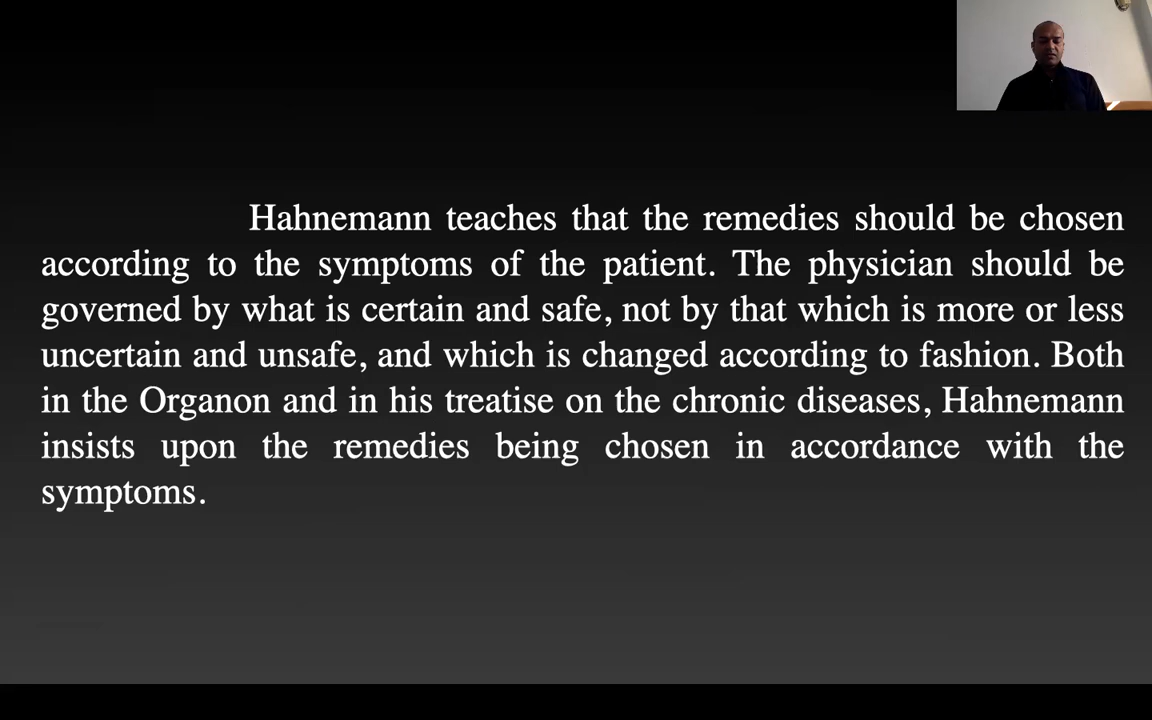 Hahnemann teaches that the remedies should be chosen
according to the symptoms of the patient. The physician should be
governed by what is certain and safe, not by that which is more or less
uncertain and unsafe, and which is changed according to fashion. Both
in the Organon and in his treatise on the chronic diseases, Hahnemann
insists upon the remedies being chosen in accordance with the
symptoms.